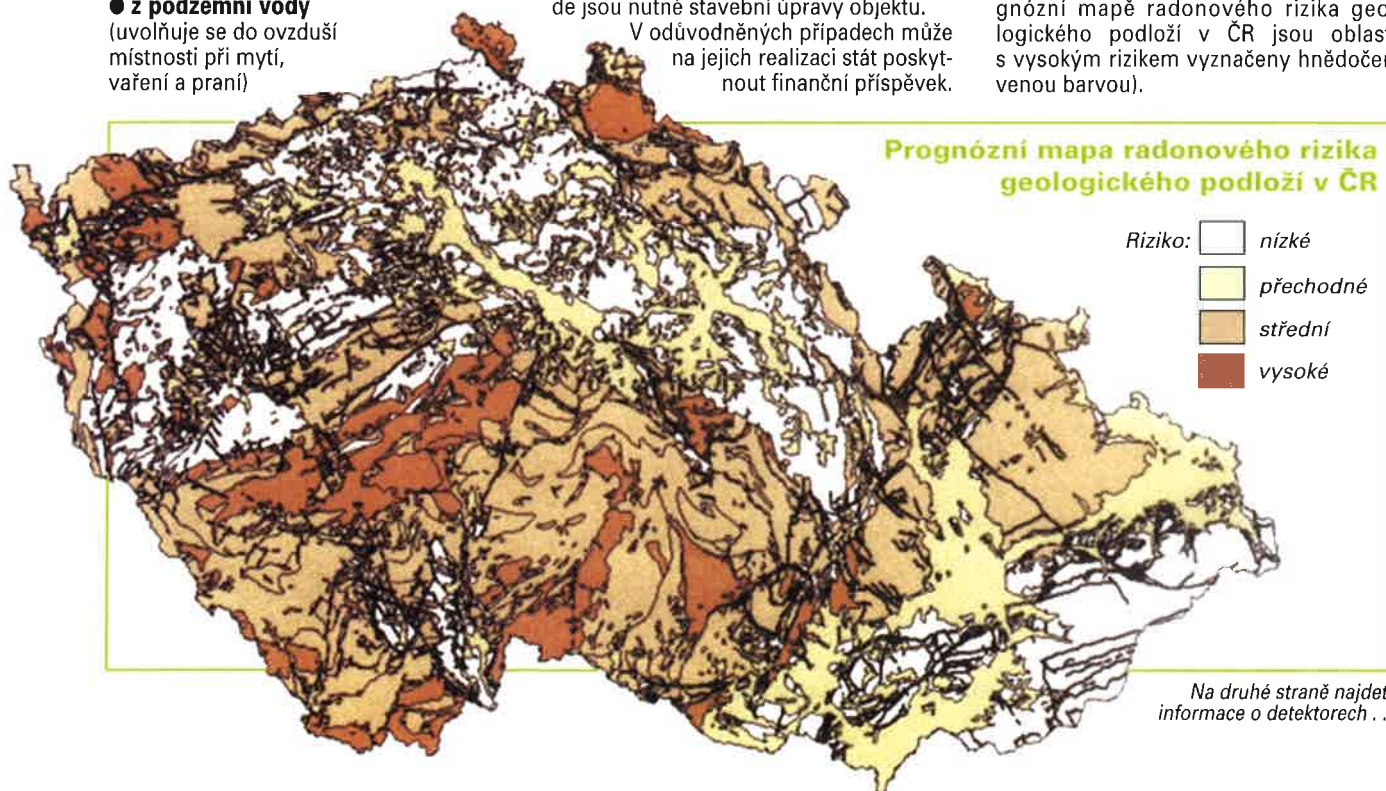 ● z podzemní vody
(uvolňuje se do ovzduší
místností při mytí,
vaření a praní)
de jsou nutné stavební úpravy objektu.
V odůvodněných případech může
na jejich realizaci stát poskyt-
nout finanční příspěvek.
gnózní mapě radonového rizika geo
logického podloží v ČR jsou oblast
s vysokým rizikem vyznačeny hnědočer
venou barvou).
Prognózní mapa radonového rizika
geologického podloží v ČR
Riziko: nízké
přechodné
střední
vysoké
Na druhé straně najdet
informace o detektorech . .